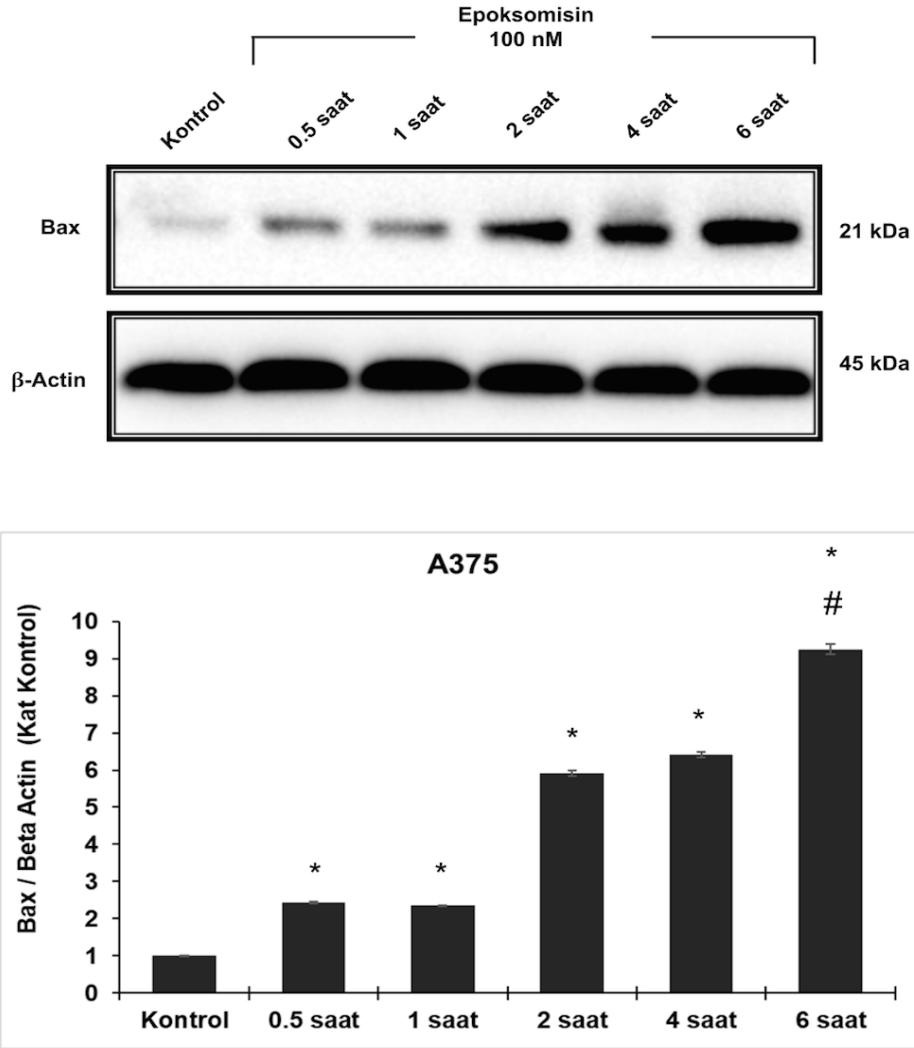 Epoksomisin
100 nM
Kontrol
0.5 saat
1 saat
2 saat
4 saat
6 saat
Bax
21 kDa
β-Actin
45 kDa
A375
Bax / Beta Actin (Kat Kontrol)
10
9
8
7
6
5
4
3
2
1
0
*
*
*
*
*
#
Kontrol
0.5 saat
1 saat
2 saat
4 saat
6 saat